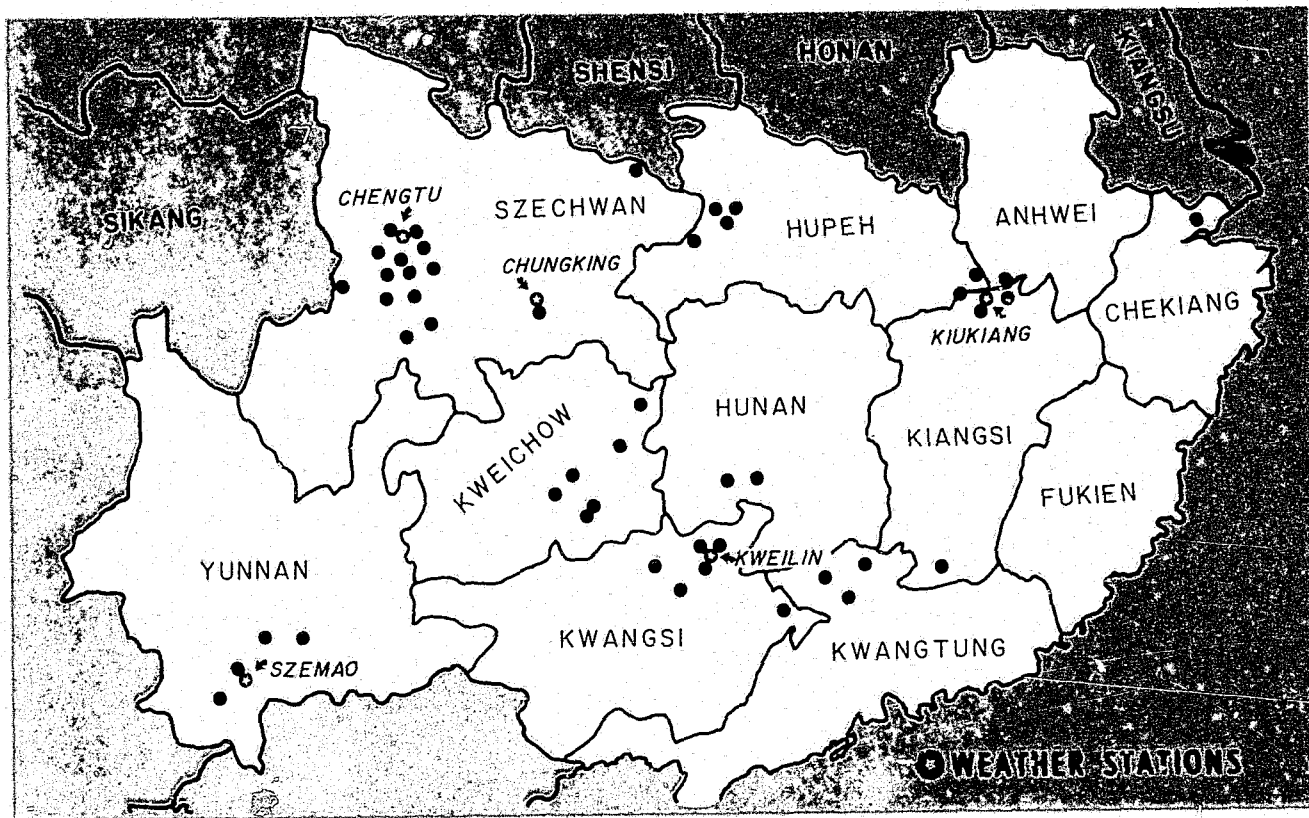 SHENSI
HONAN
KIANGSU
SIKANG
CHENGTU
SZECHWAN
CHUNGKING
HUPEH
ANHWEI
CHEKIANG
KIUKIANG
KWEICHOW
HUNAN
KIANGSI
FUKIEN
YUNNAN
KWEILIN
KWANGSI
KWANGTUNG
SZEMAO
WEATHER STATIONS